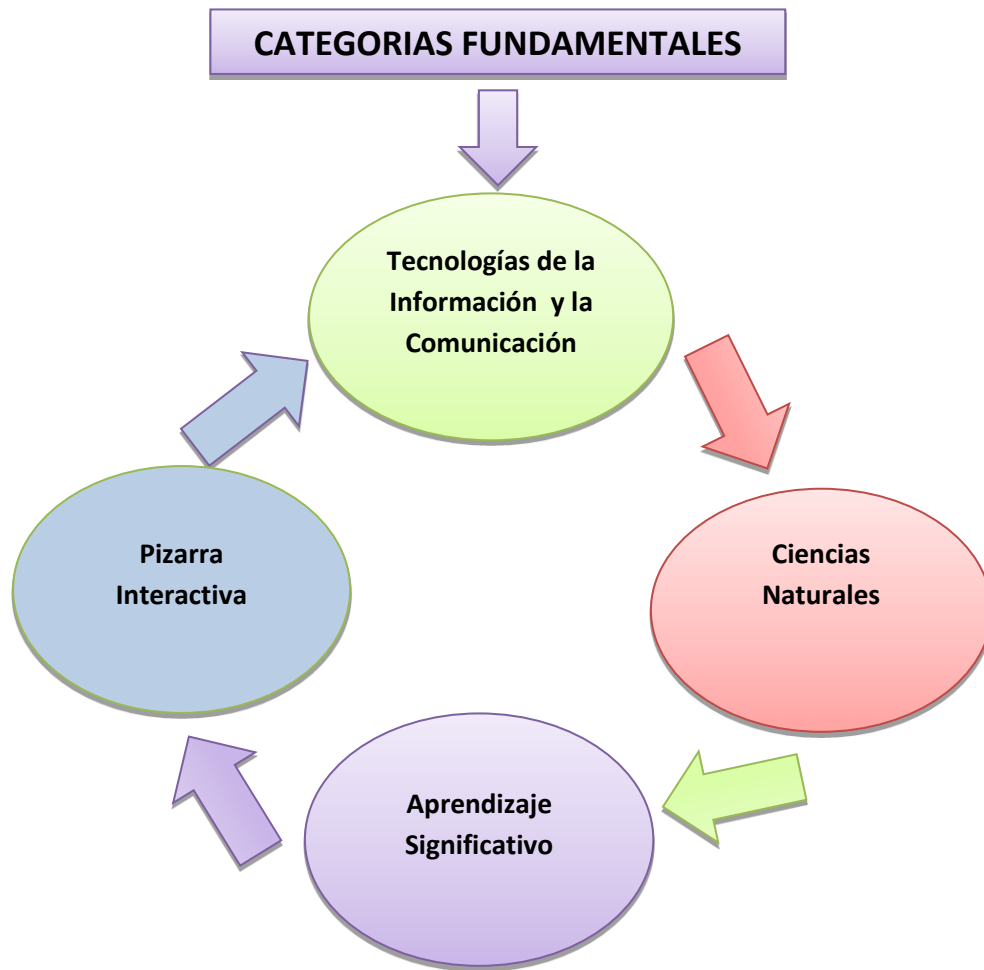 CATEGORIAS FUNDAMENTALES
Tecnologías de la
Información y la
Comunicación
Ciencias
Naturales
Aprendizaje
Significativo
Pizarra
Interactiva